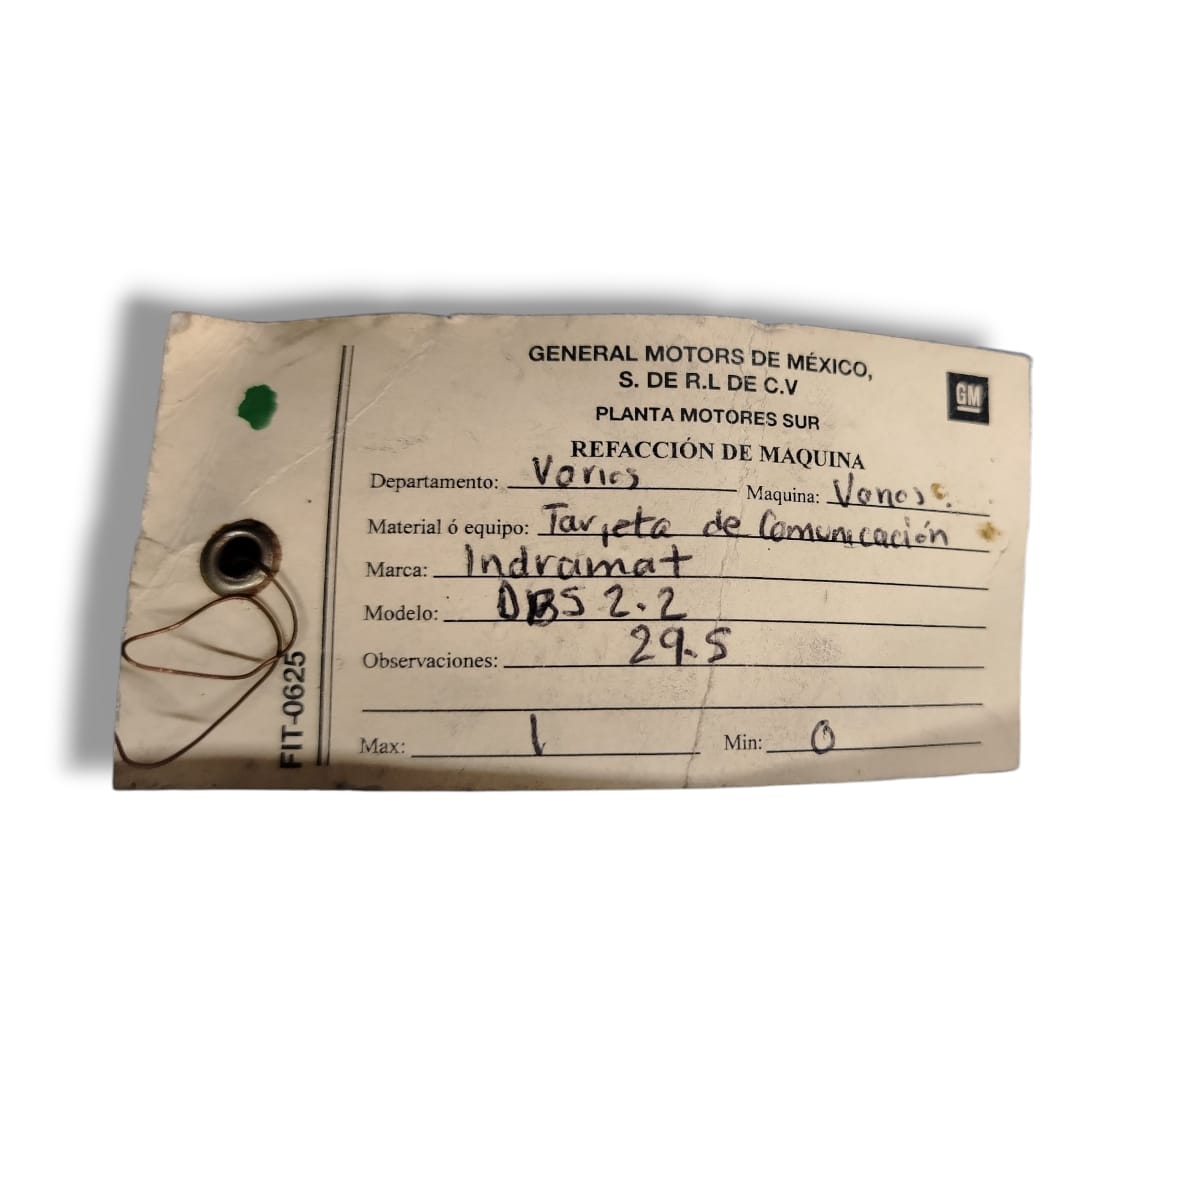 GENERAL MOTORS DE MÉXICO,
S. DE R.L DE C.V
GM
PLANTA MOTORES SUR
REFACCIÓN DE MAQUINA
Departamento: Varios Maquina: Varios.
Material ó equipo: Tarjeta de Comunicación
Marca: Indramat
Modelo: DBS 2.2
29.5
Observaciones:
Max: 1 Min: 0
FIT-0625